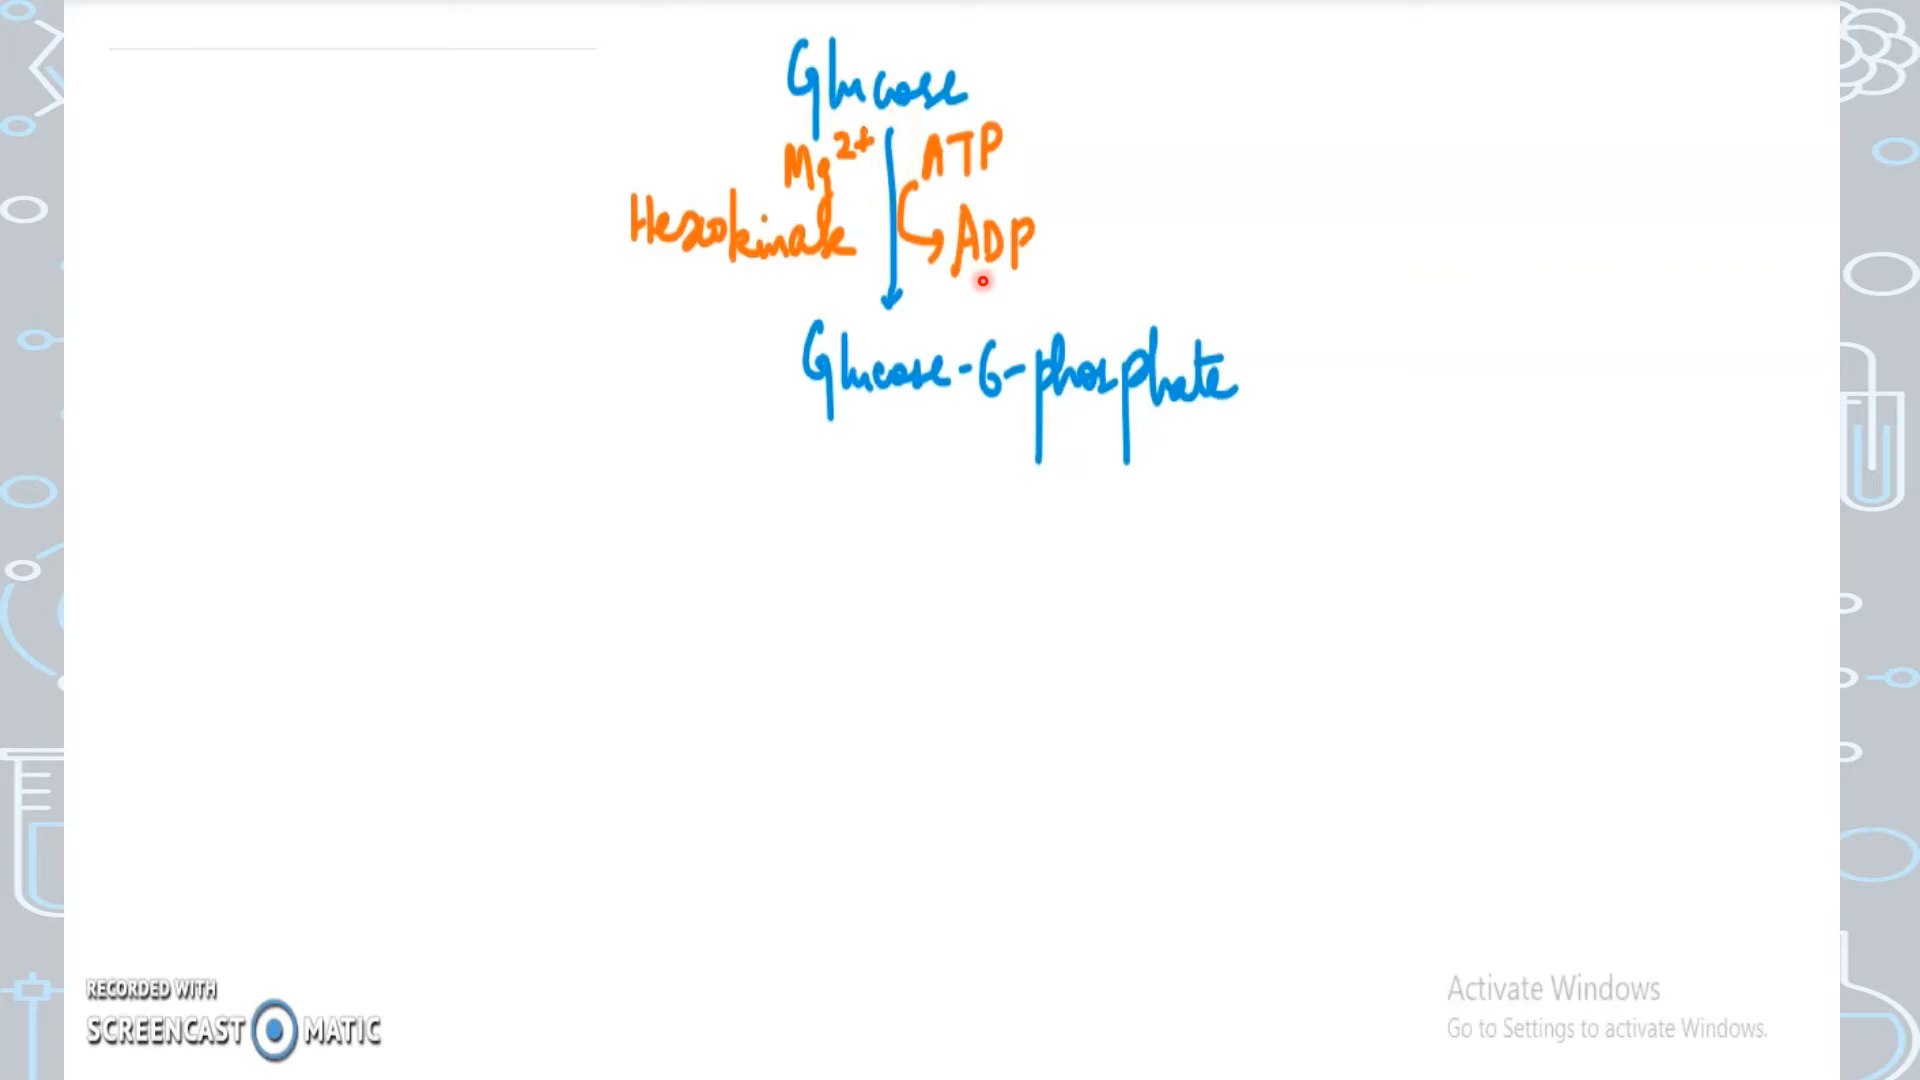 Glucose
Mg2+ ATP
Hexokinase ADP
Glucose-6-phosphate
RECORDED WITH
SCREENCAST MATIC
Activate Windows
Go to Settings to activate Windows.